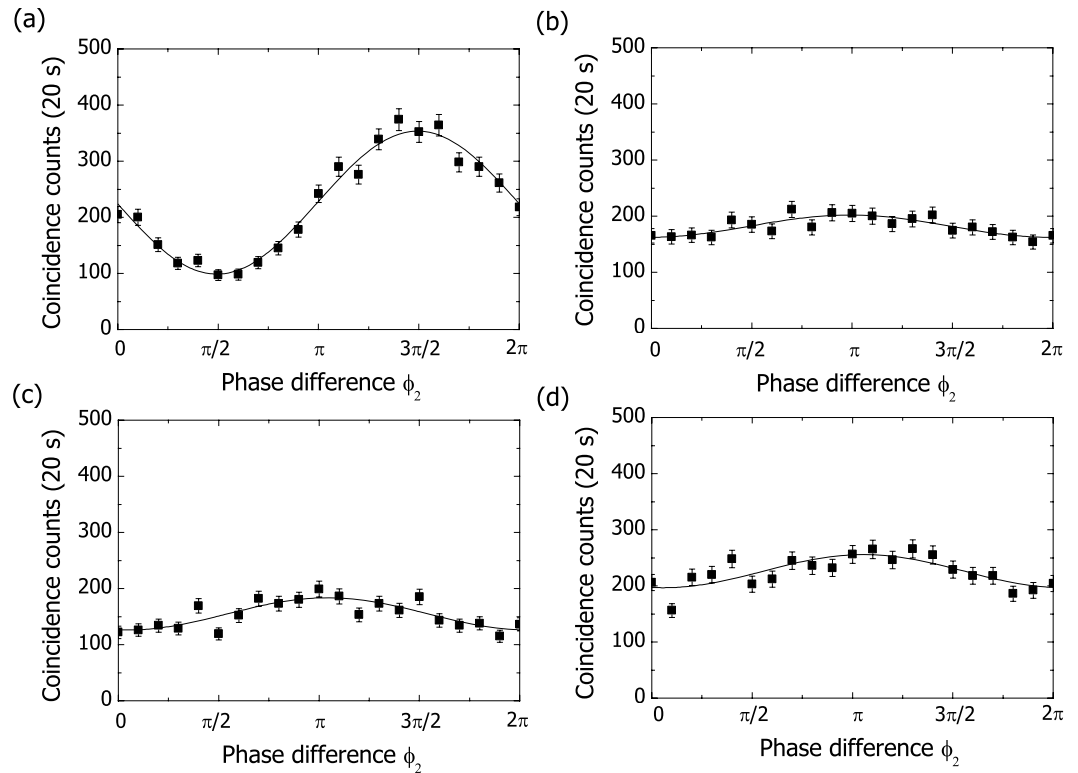 (a)
500
400
300
200
100
0
Coincidence counts (20 s)
0 π/2 π 3π/2 2π
Phase difference ϕ₂
(b)
500
400
300
200
100
0
Coincidence counts (20 s)
0 π/2 π 3π/2 2π
Phase difference ϕ₂
(c)
500
400
300
200
100
0
Coincidence counts (20 s)
0 π/2 π 3π/2 2π
Phase difference ϕ₂
(d)
500
400
300
200
100
0
Coincidence counts (20 s)
0 π/2 π 3π/2 2π
Phase difference ϕ₂